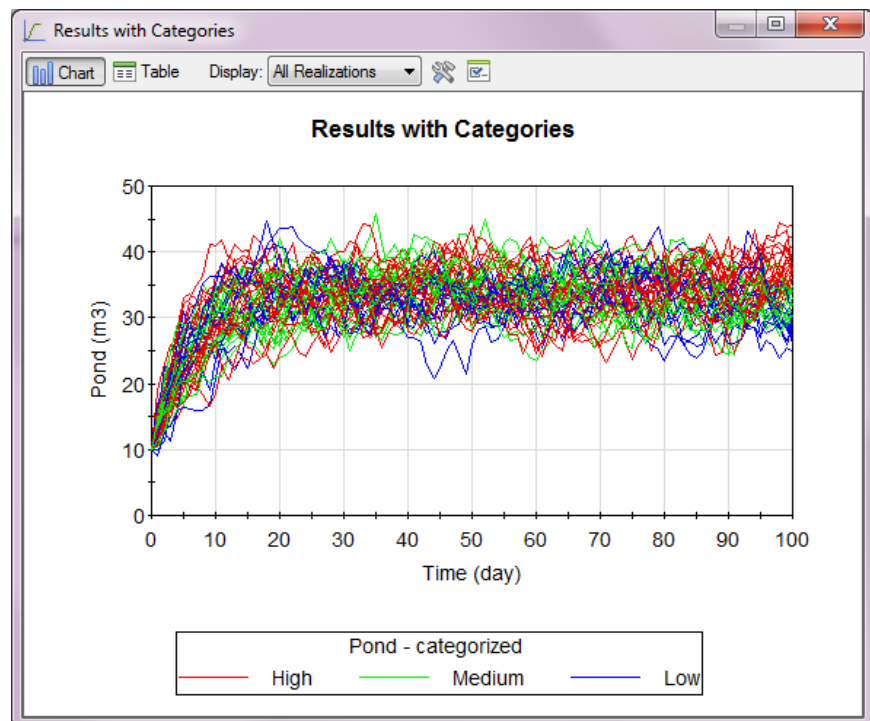 Results with Categories
Chart Table Display: All Realizations
Results with Categories
50
40
30
20
10
0
Pond (m3)
0 10 20 30 40 50 60 70 80 90 100
Time (day)
Pond - categorized
High Medium Low